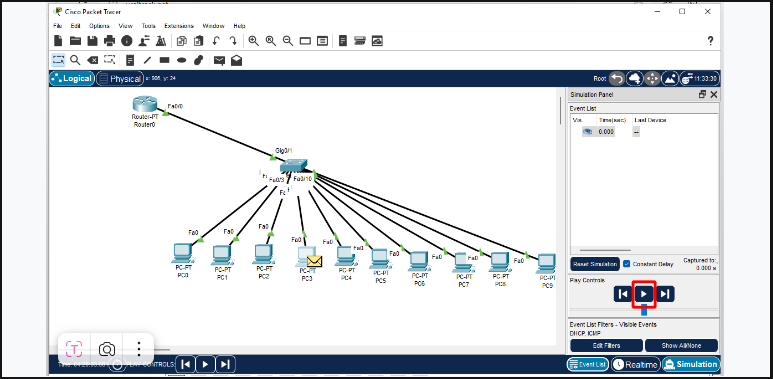 Cisco Packet Tracer
File Edit Options View Tools Extensions Window Help
?
Logical Physical x: 906, y: 24 Root 11:33:30
Simulation Panel
Event List
Vis. Time(sec) Last Device
0.000 --
Fa0/0
Router-PT
Router0
Gig0/1
Fa0/3 Fa0/10
Fa0 Fa0 Fa0 Fa0 Fa0 Fa0 Fa0 Fa0 Fa0 Fa0
PC-PT PC-PT PC-PT PC-PT PC-PT PC-PT PC-PT PC-PT PC-PT PC-PT
PC0 PC1 PC2 PC3 PC4 PC5 PC6 PC7 PC8 PC9
Reset Simulation Constant Delay Captured to:
0.000 s
Play Controls
Event List Filters - Visible Events
DHCP, ICMP
Edit Filters Show All/None
T
PLAY CONTROLS:
Event List Realtime Simulation